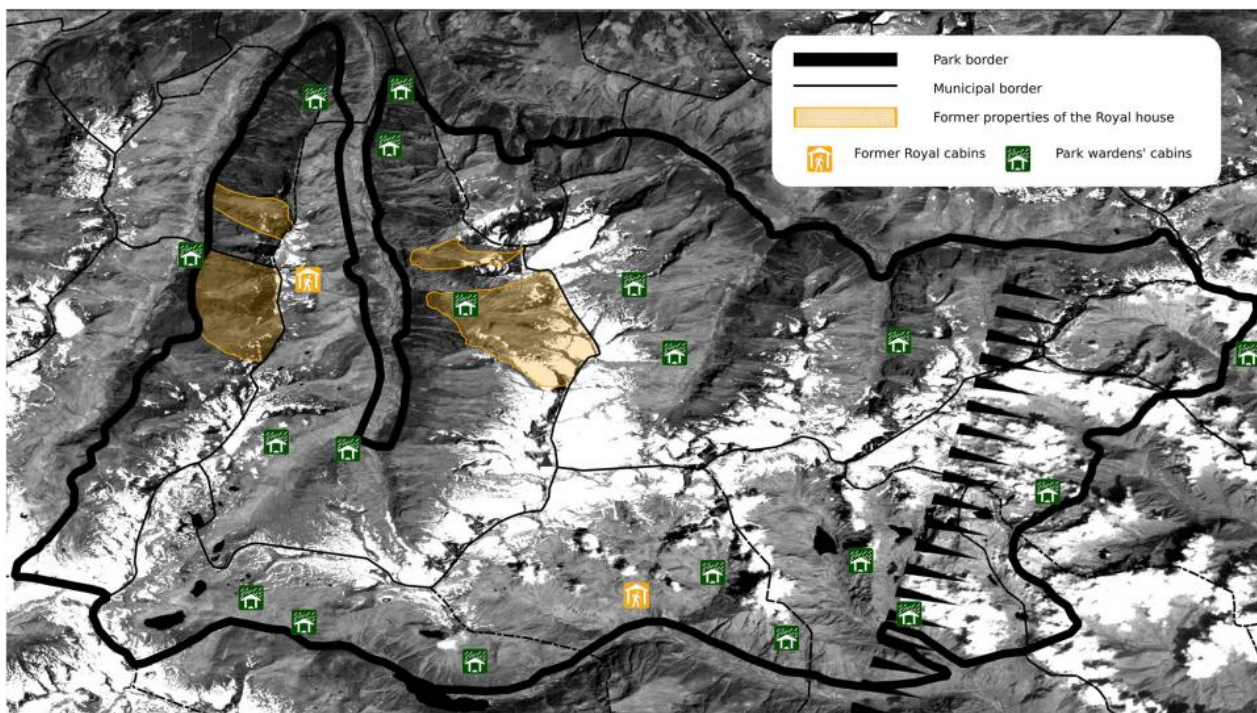 Park border
Municipal border
Former properties of the Royal house
Former Royal cabins
Park wardens' cabins